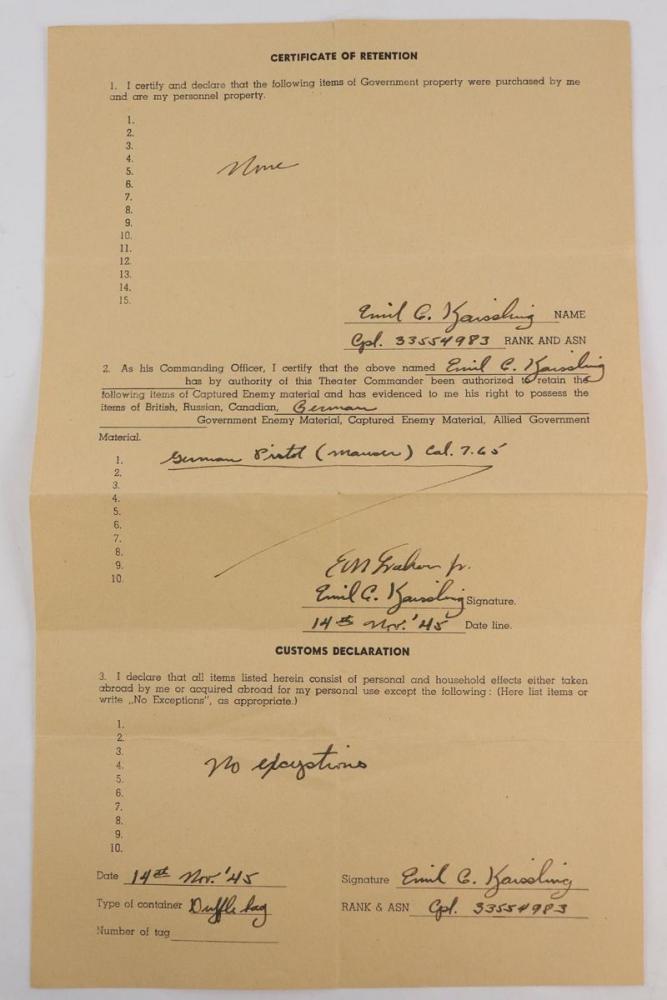 CERTIFICATE OF RETENTION
1. I certify and declare that the following items of Government property were purchased by me
and are my personnel property.
1.
2.
3.
4.
None
5.
6.
7.
8.
9.
10.
11.
12.
13.
14.
15.
Emil C. Kaissling NAME
Cpl. 33554983 RANK AND ASN
2. As his Commanding Officer, I certify that the above named Emil C. Kaissling
has by authority of this Theater Commander been authorized to retain the
following items of Captured Enemy material and has evidenced to me his right to possess the
items of British, Russian, Canadian, German
Government Enemy Material, Captured Enemy Material, Allied Government
Material.
1. German Pistol (mauser) Cal. 7.65
2.
3.
4.
5.
6.
7.
8.
9.
10.
Jr.
Emil C. Kaissling Signature.
14th Nov. '45 Date line.
CUSTOMS DECLARATION
3. I declare that all items listed herein consist of personal and household effects either taken
abroad by me or acquired abroad for my personal use except the following: (Here list items or
write „No Exceptions", as appropriate.)
1.
2.
3.
4. No exceptions
5.
6.
7.
8.
9.
10.
Date 14th Nov. '45 Signature Emil C. Kaissling
Type of container Duffle bag RANK & ASN Cpl. 33554983
Number of tag